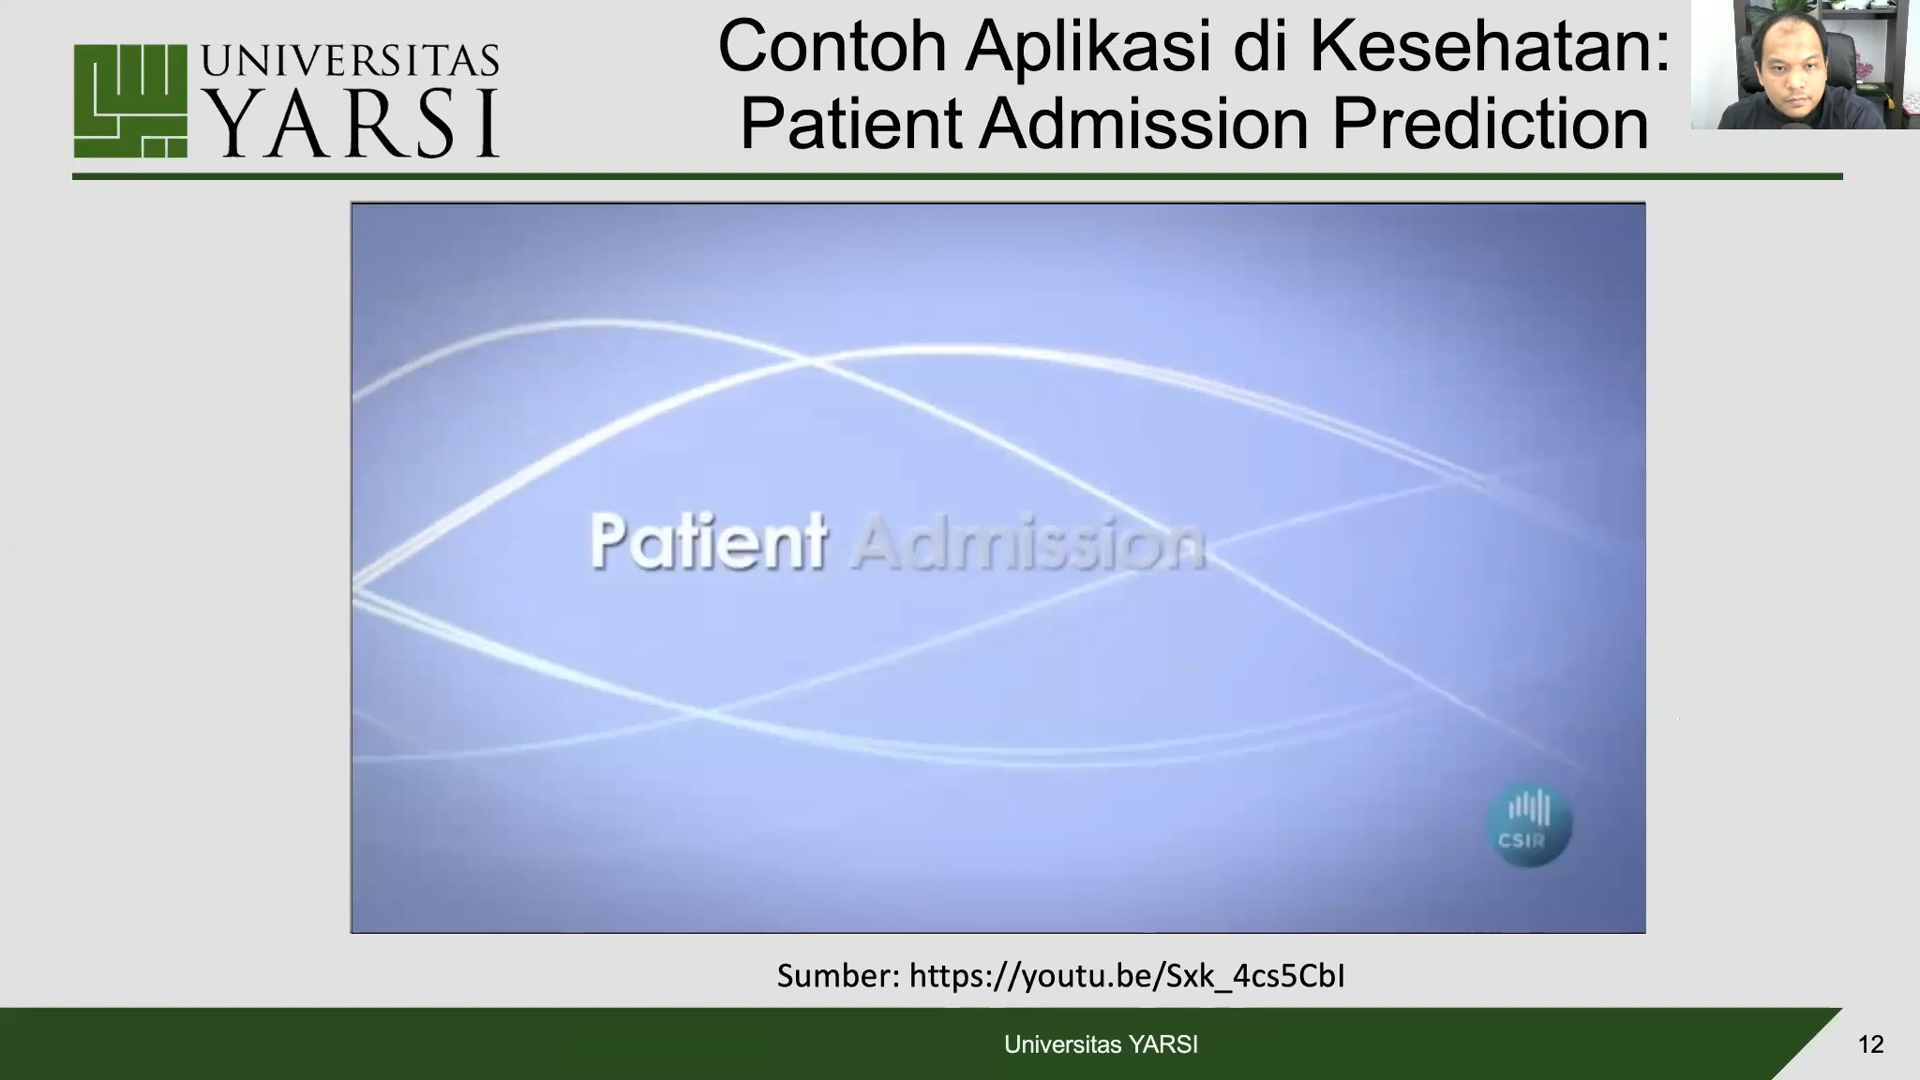 UNIVERSITAS
YARSI
Contoh Aplikasi di Kesehatan:
Patient Admission Prediction
Patient Admission
CSIR
Sumber: https://youtu.be/Sxk_4cs5CbI
Universitas YARSI
12